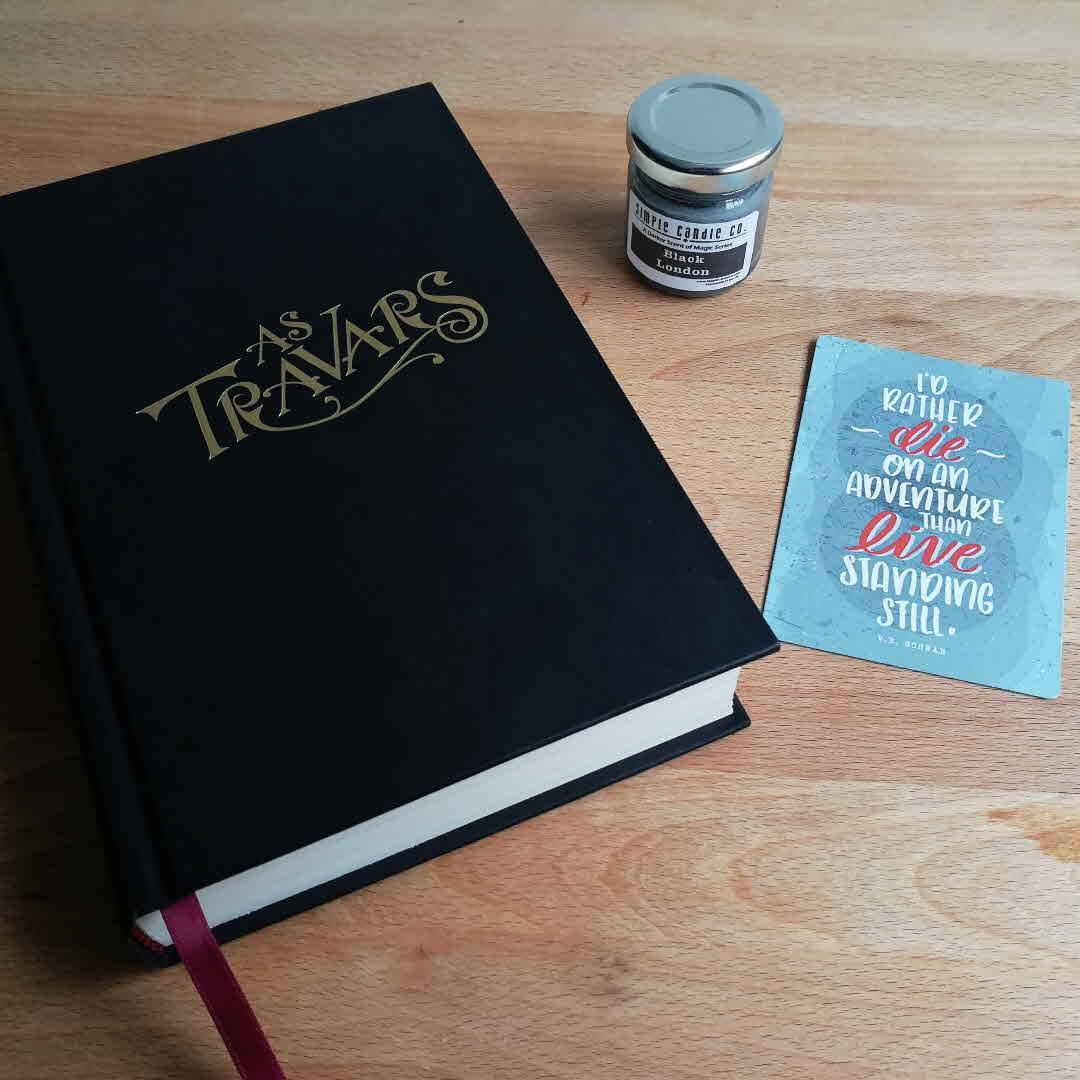 AS
TRAVARS
SIMPLE CANDLE CO.
A Darker Scent of Magic Series
Black
London
I'D
RATHER
die
ON AN
ADVENTURE
THAN
live
STANDING
STILL.
V.E. SCHWAB